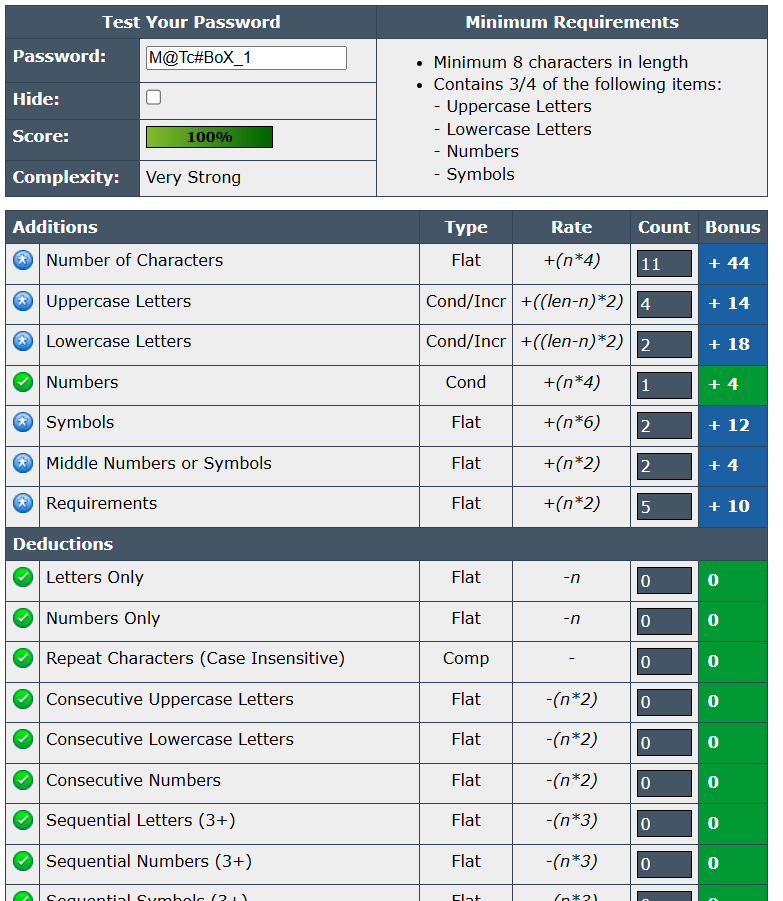 Test Your Password Minimum Requirements
Password: M@Tc#BoX_1
Hide:
Score: 100%
Complexity: Very Strong
• Minimum 8 characters in length
• Contains 3/4 of the following items:
- Uppercase Letters
- Lowercase Letters
- Numbers
- Symbols
Additions Type Rate Count Bonus
Number of Characters Flat +(n*4) 11 + 44
Uppercase Letters Cond/Incr +((len-n)*2) 4 + 14
Lowercase Letters Cond/Incr +((len-n)*2) 2 + 18
Numbers Cond +(n*4) 1 + 4
Symbols Flat +(n*6) 2 + 12
Middle Numbers or Symbols Flat +(n*2) 2 + 4
Requirements Flat +(n*2) 5 + 10
Deductions
Letters Only Flat -n 0 0
Numbers Only Flat -n 0 0
Repeat Characters (Case Insensitive) Comp - 0 0
Consecutive Uppercase Letters Flat -(n*2) 0 0
Consecutive Lowercase Letters Flat -(n*2) 0 0
Consecutive Numbers Flat -(n*2) 0 0
Sequential Letters (3+) Flat -(n*3) 0 0
Sequential Numbers (3+) Flat -(n*3) 0 0
Sequential Symbols (3+) Flat -(n*3) 0 0